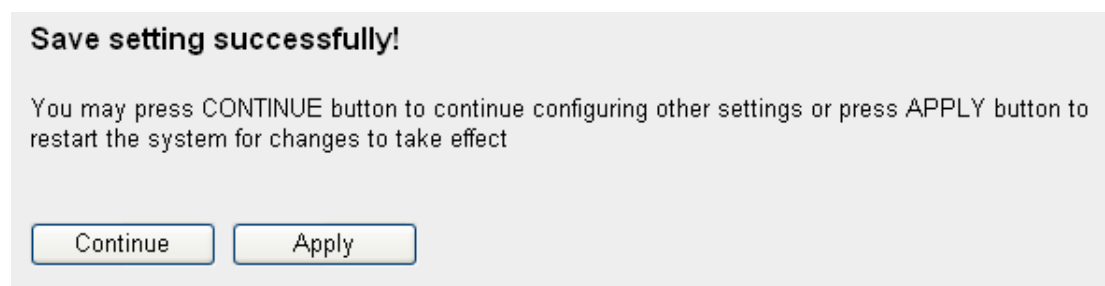 Save setting successfully!
You may press CONTINUE button to continue configuring other settings or press APPLY button to
restart the system for changes to take effect
Continue
Apply